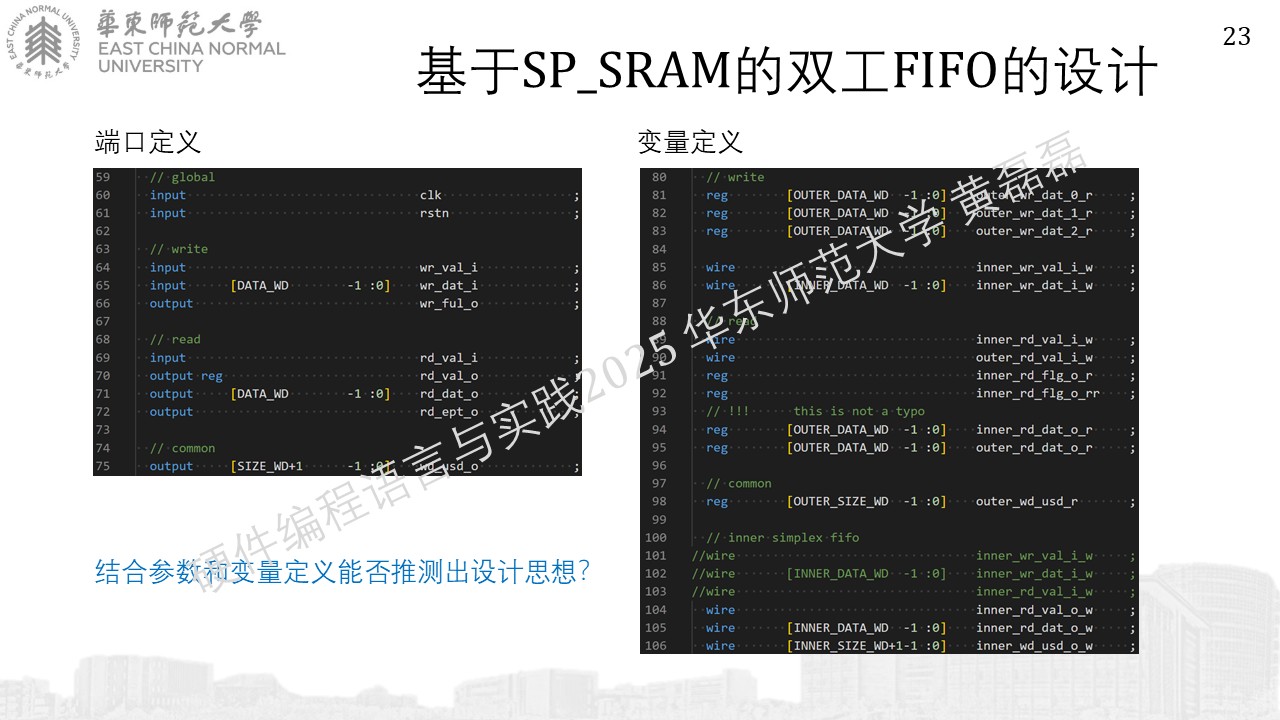 華東師範大學
EAST CHINA NORMAL
UNIVERSITY
23
基于SP_SRAM的双工FIFO的设计
端口定义
59 // global
60 input clk ;
61 input rstn ;
62
63 // write
64 input wr_val_i ;
65 input [DATA_WD -1 :0] wr_dat_i ;
66 output wr_ful_o ;
67
68 // read
69 input rd_val_i ;
70 output reg rd_val_o ;
71 output [DATA_WD -1 :0] rd_dat_o ;
72 output rd_ept_o ;
73
74 // common
75 output [SIZE_WD+1 -1 :0] wd_usd_o ;
结合参数和变量定义能否推测出设计思想?
变量定义
80 // write
81 reg [OUTER_DATA_WD -1 :0] outer_wr_dat_0_r ;
82 reg [OUTER_DATA_WD -1 :0] outer_wr_dat_1_r ;
83 reg [OUTER_DATA_WD -1 :0] outer_wr_dat_2_r ;
84
85 wire inner_wr_val_i_w ;
86 wire [INNER_DATA_WD -1 :0] inner_wr_dat_i_w ;
87
88 // read
89 wire inner_rd_val_i_w ;
90 wire outer_rd_val_i_w ;
91 reg inner_rd_flg_o_r ;
92 reg inner_rd_flg_o_rr ;
93 // !!! this is not a typo
94 reg [OUTER_DATA_WD -1 :0] inner_rd_dat_o_r ;
95 reg [OUTER_DATA_WD -1 :0] outer_rd_dat_o_r ;
96
97 // common
98 reg [OUTER_SIZE_WD -1 :0] outer_wd_usd_r ;
99
100 // inner simplex fifo
101 //wire inner_wr_val_i_w ;
102 //wire [INNER_DATA_WD -1 :0] inner_wr_dat_i_w ;
103 //wire inner_rd_val_i_w ;
104 wire inner_rd_val_o_w ;
105 wire [INNER_DATA_WD -1 :0] inner_rd_dat_o_w ;
106 wire [INNER_SIZE_WD+1-1 :0] inner_wd_usd_o_w ;
硬件编程语言与实践2025 华东师范大学 黄磊磊